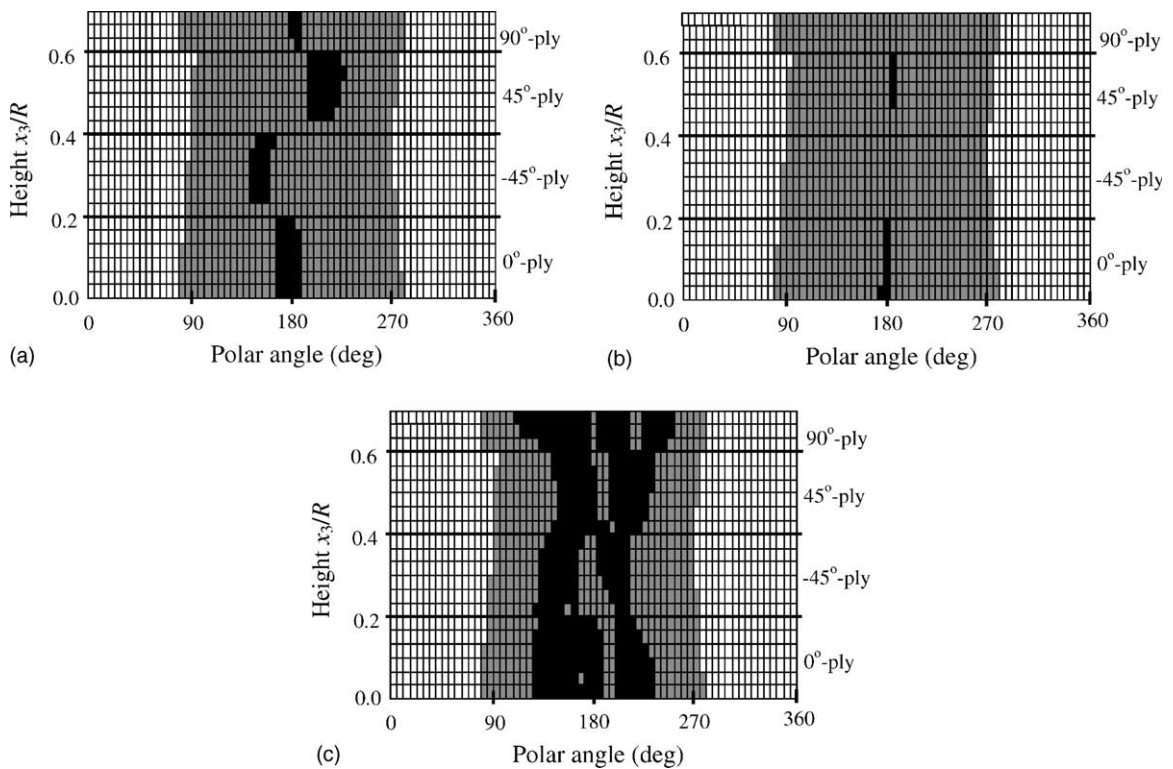 0.6
0.4
0.2
0.0
Height x₃/R
90°-ply
45°-ply
-45°-ply
0°-ply
0 90 180 270 360
Polar angle (deg)
(a)
0.6
0.4
0.2
0.0
Height x₃/R
90°-ply
45°-ply
-45°-ply
0°-ply
0 90 180 270 360
Polar angle (deg)
(b)
0.6
0.4
0.2
0.0
Height x₃/R
90°-ply
45°-ply
-45°-ply
0°-ply
0 90 180 270 360
Polar angle (deg)
(c)